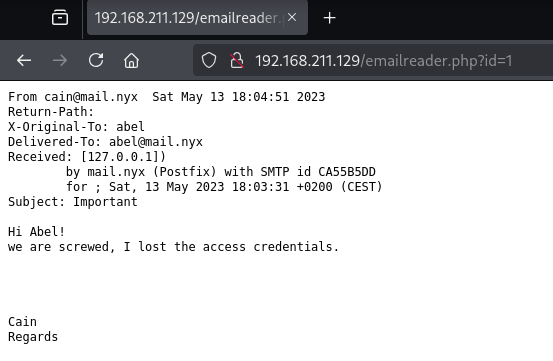 192.168.211.129/emailreader.
192.168.211.129/emailreader.php?id=1
From cain@mail.nyx  Sat May 13 18:04:51 2023
Return-Path:
X-Original-To: abel
Delivered-To: abel@mail.nyx
Received: [127.0.0.1])
        by mail.nyx (Postfix) with SMTP id CA55B5DD
        for ; Sat, 13 May 2023 18:03:31 +0200 (CEST)
Subject: Important
Hi Abel!
we are screwed, I lost the access credentials.
Cain
Regards